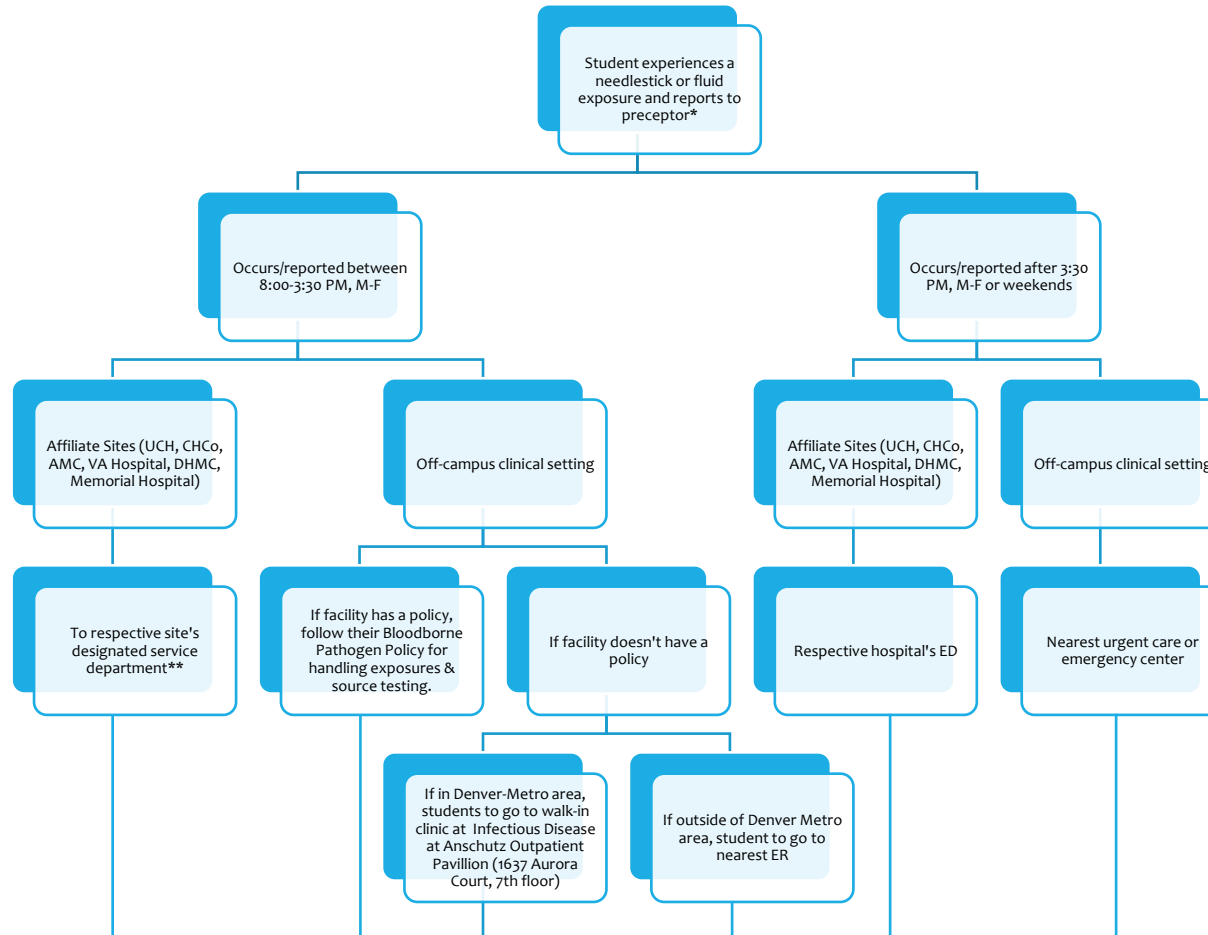 Student experiences a
needlestick or fluid
exposure and reports to
preceptor*
Occurs/reported between
8:00-3:30 PM, M-F
Occurs/reported after 3:30
PM, M-F or weekends
Affiliate Sites (UCH, CHCo,
AMC, VA Hospital, DHMC,
Memorial Hospital)
Off-campus clinical setting
Affiliate Sites (UCH, CHCo,
AMC, VA Hospital, DHMC,
Memorial Hospital)
Off-campus clinical setting
To respective site's
designated service
department**
If facility has a policy,
follow their Bloodborne
Pathogen Policy for
handling exposures &
source testing.
If facility doesn't have a
policy
Respective hospital's ED
Nearest urgent care or
emergency center
If in Denver-Metro area,
students to go to walk-in
clinic at Infectious Disease
at Anschutz Outpatient
Pavillion (1637 Aurora
Court, 7th floor)
If outside of Denver Metro
area, student to go to
nearest ER